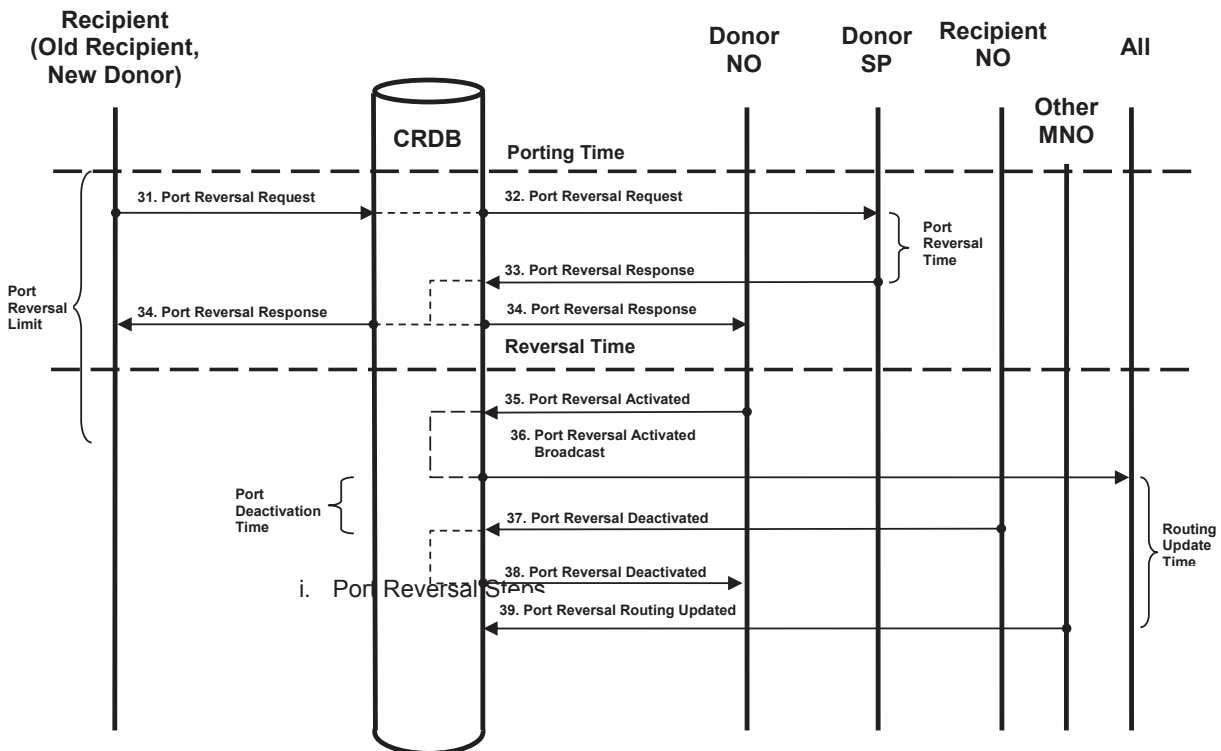 Recipient
(Old Recipient,
New Donor)
Donor
NO
Donor
SP
Recipient
NO
All
Other
MNO
CRDB
Porting Time
31. Port Reversal Request
32. Port Reversal Request
Port
Reversal
Time
33. Port Reversal Response
Port
Reversal
Limit
34. Port Reversal Response
34. Port Reversal Response
Reversal Time
35. Port Reversal Activated
36. Port Reversal Activated
Broadcast
Port
Deactivation
Time
37. Port Reversal Deactivated
Routing
Update
Time
38. Port Reversal Deactivated
i. Port Reversal Steps
39. Port Reversal Routing Updated